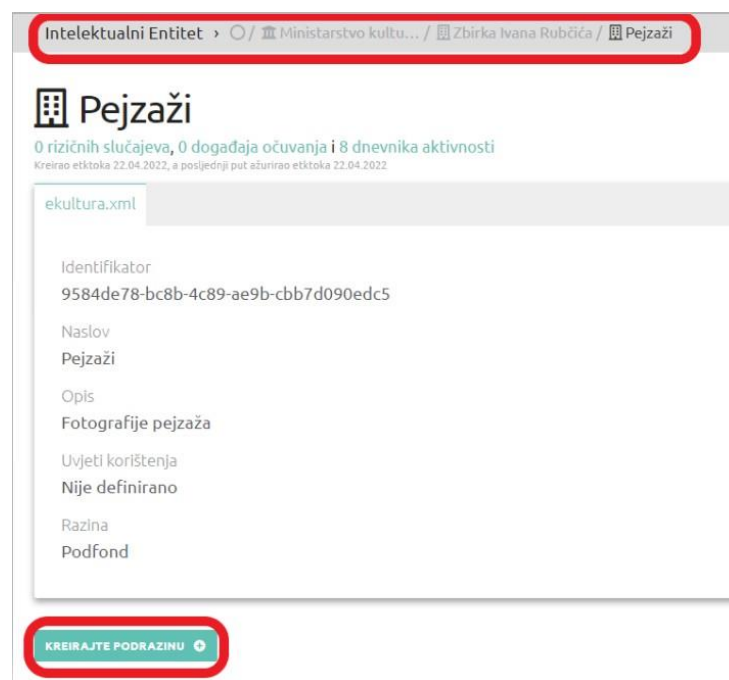 Intelektualni Entitet › / Ministarstvo kultu... / Zbirka Ivana Rubčića / Pejzaži
Pejzaži
0 rizičnih slučajeva, 0 događaja očuvanja i 8 dnevnika aktivnosti
Kreirao etktoka 22.04.2022, a posljednji put ažurirao etktoka 22.04.2022
ekultura.xml
Identifikator
9584de78-bc8b-4c89-ae9b-cbb7d090edc5
Naslov
Pejzaži
Opis
Fotografije pejzaža
Uvjeti korištenja
Nije definirano
Razina
Podfond
KREIRAJTE PODRAZINU